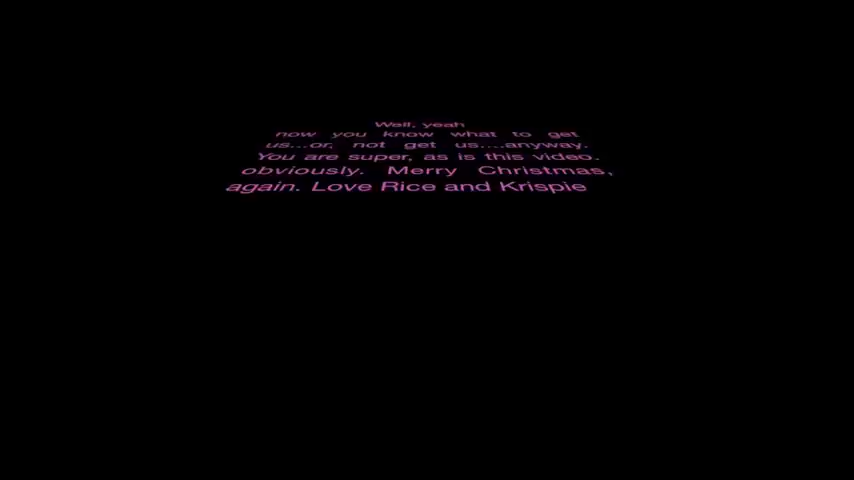 Well, yeah
now you know what to get
us...or, not get us....anyway.
You are super, as is this video.
obviously. Merry Christmas,
again. Love Rice and Krispie